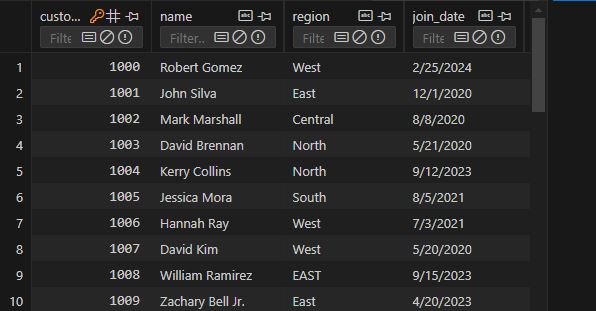 custo... name region join_date
Filte Filter... Filte Filte
1 1000 Robert Gomez West 2/25/2024
2 1001 John Silva East 12/1/2020
3 1002 Mark Marshall Central 8/8/2020
4 1003 David Brennan North 5/21/2020
5 1004 Kerry Collins North 9/12/2023
6 1005 Jessica Mora South 8/5/2021
7 1006 Hannah Ray West 7/3/2021
8 1007 David Kim West 5/20/2020
9 1008 William Ramirez EAST 9/15/2023
10 1009 Zachary Bell Jr. East 4/20/2023